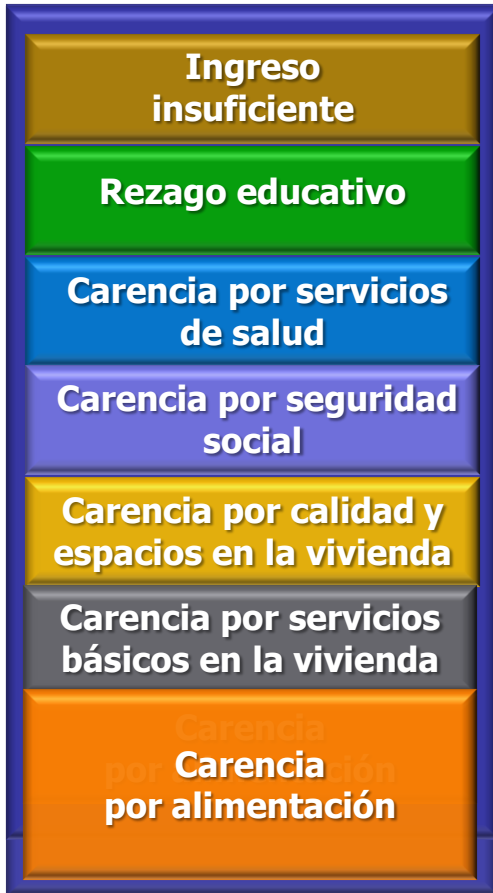 Ingreso
insuficiente
Rezago educativo
Carencia por servicios
de salud
Carencia por seguridad
social
Carencia por calidad y
espacios en la vivienda
Carencia por servicios
básicos en la vivienda
Carencia
por alimentación